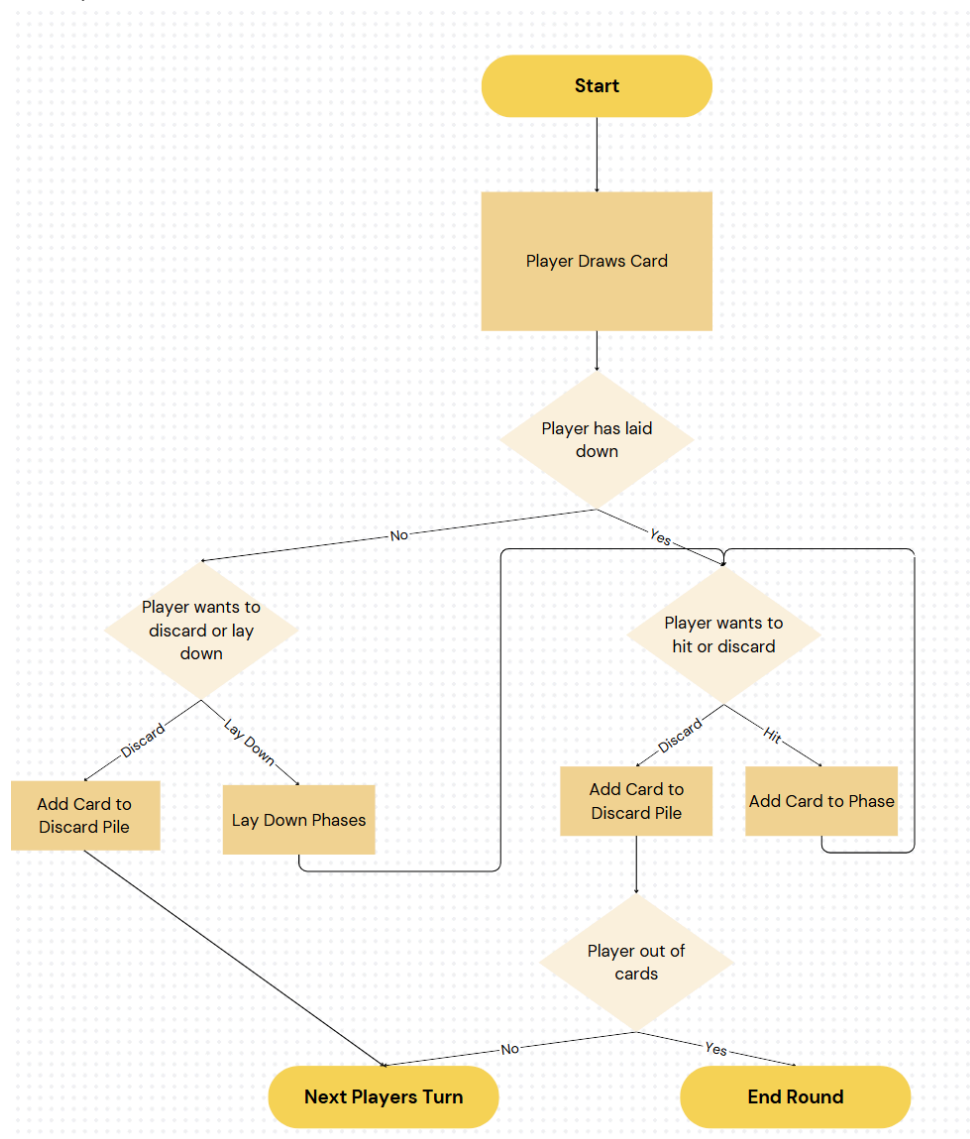 Start
Player Draws Card
Player has laid
down
No
Yes
Player wants to
discard or lay
down
Player wants to
hit or discard
Discard
Lay Down
Discard
Hit
Add Card to
Discard Pile
Lay Down Phases
Add Card to
Discard Pile
Add Card to Phase
Player out of
cards
No
Yes
Next Players Turn
End Round